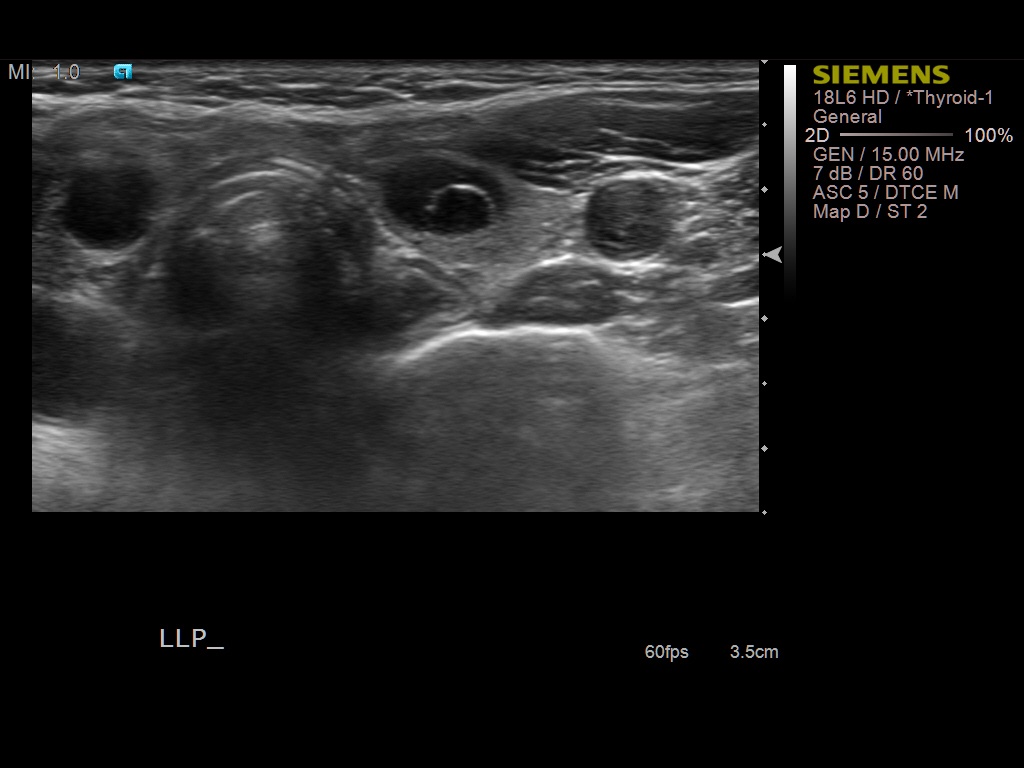 MI: 1.0
SIEMENS
18L6 HD / *Thyroid-1
General
2D 100%
GEN / 15.00 MHz
7 dB / DR 60
ASC 5 / DTCE M
Map D / ST 2
LLP_
60fps 3.5cm